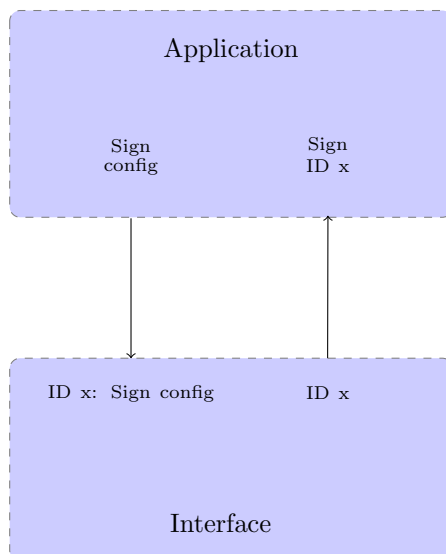 Application
Sign
config
Sign
ID x
ID x: Sign config
ID x
Interface